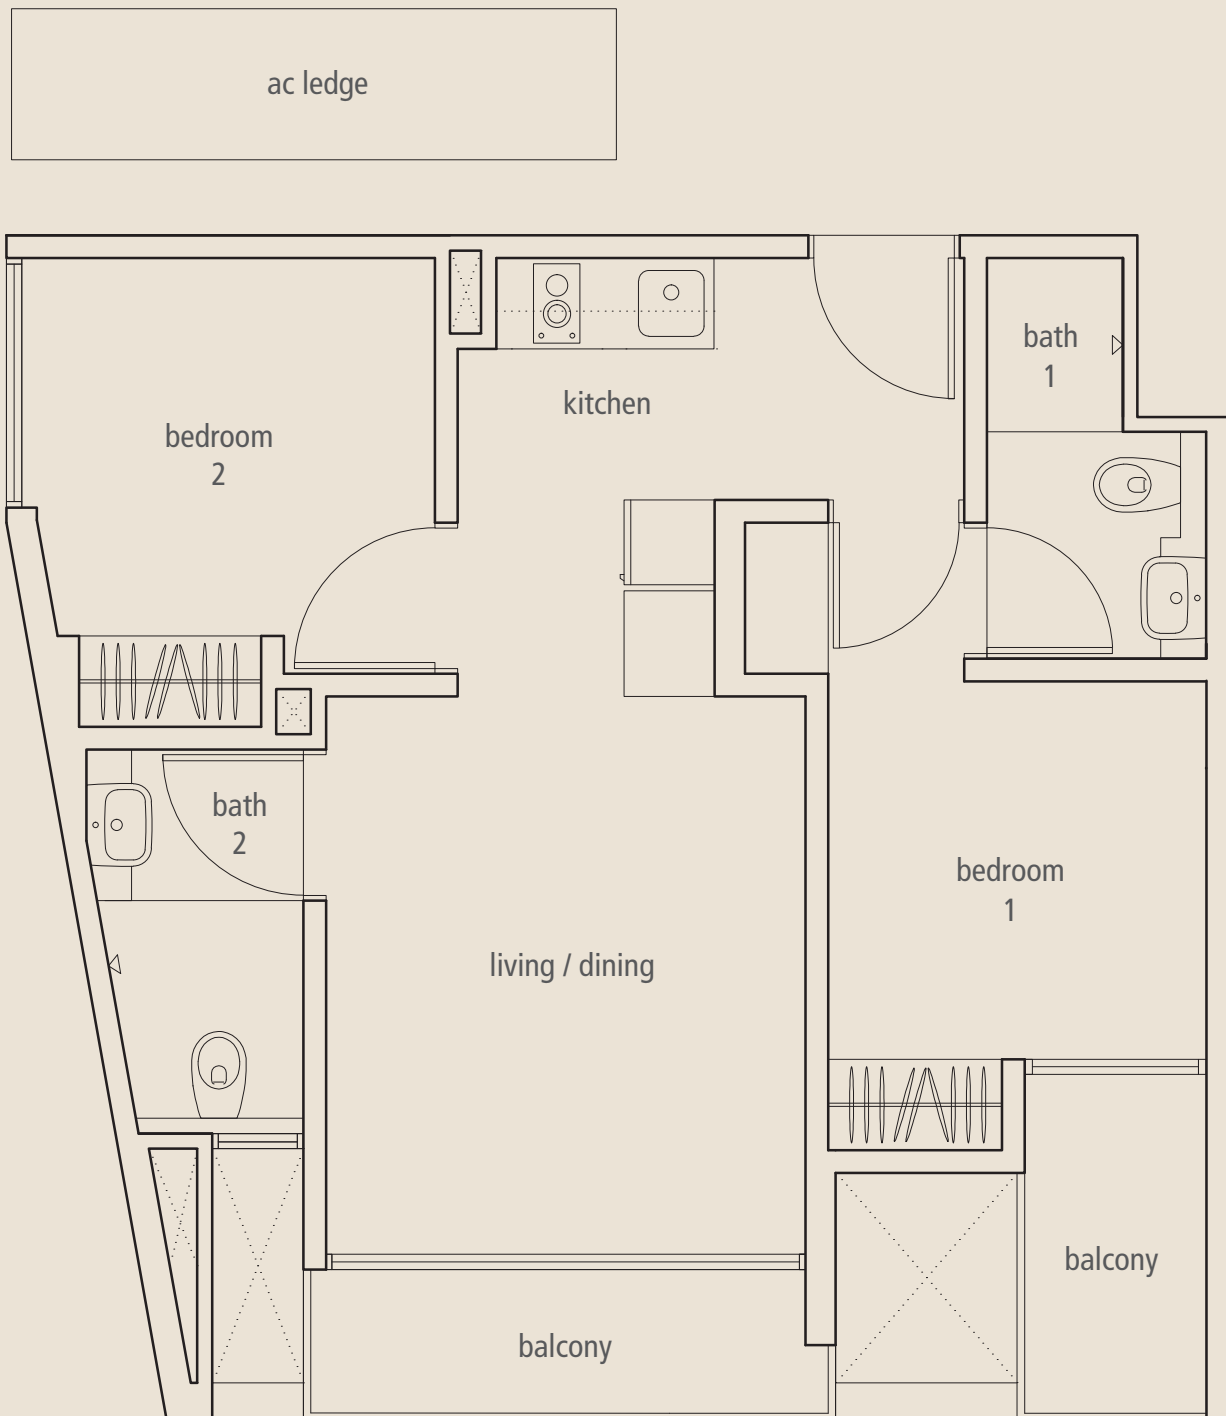 ac ledge
bath
1
kitchen
bedroom
2
bath
2
bedroom
1
living / dining
balcony
balcony